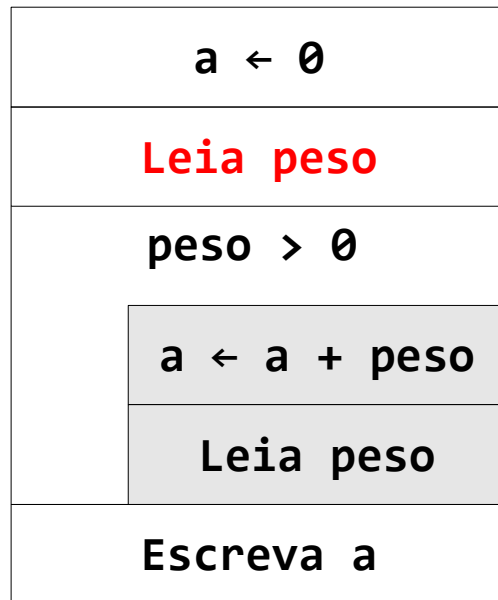 a ← 0
Leia peso
peso > 0
a ← a + peso
Leia peso
Escreva a